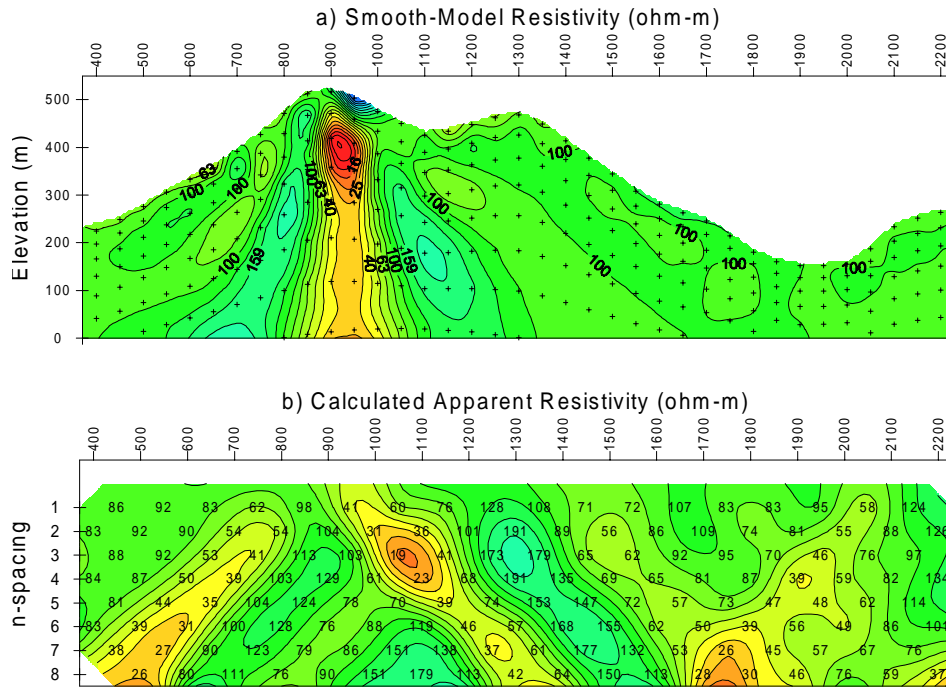 a) Smooth-Model Resistivity (ohm-m)
400 500 600 700 800 900 1000 1100 1200 1300 1400 1500 1600 1700 1800 1900 2000 2100 2200
Elevation (m)
500
400
300
200
100
0
63 100 100 100 159 100 63 40 16 25 40 63 100 159 100 100 100 100 100 100
b) Calculated Apparent Resistivity (ohm-m)
400 500 600 700 800 900 1000 1100 1200 1300 1400 1500 1600 1700 1800 1900 2000 2100 2200
n-spacing
1 86 92 83 62 98 41 60 76 128 108 71 72 107 83 95 58 124
2 83 92 90 54 54 104 31 36 101 191 89 56 86 109 74 81 55 88 126
3 88 92 53 41 113 103 19 41 173 179 65 62 92 95 70 46 76 97
4 84 87 50 39 103 129 61 23 68 191 135 69 65 81 87 39 59 82 134
5 81 44 35 104 124 78 70 39 74 153 147 72 57 73 47 48 62 114
6 83 39 31 100 128 76 88 119 46 57 168 155 62 50 39 56 49 86 101
7 38 27 90 123 79 86 151 138 37 61 177 132 53 26 45 57 67 76
8 26 80 111 76 90 151 179 113 42 64 150 113 28 30 46 76 59 37